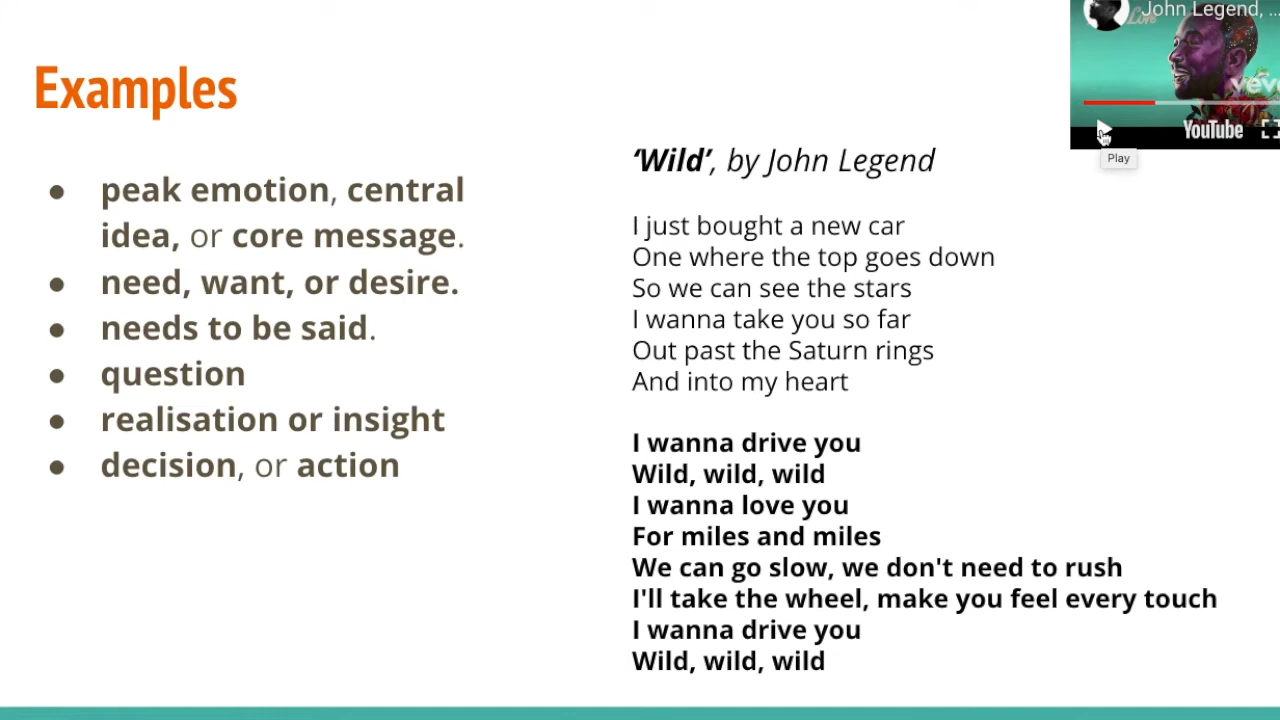 Examples
● peak emotion, central
idea, or core message.
● need, want, or desire.
● needs to be said.
● question
● realisation or insight
● decision, or action
John Legend, ...
Love
vevo
YouTube
Play
‘Wild’, by John Legend
I just bought a new car
One where the top goes down
So we can see the stars
I wanna take you so far
Out past the Saturn rings
And into my heart
I wanna drive you
Wild, wild, wild
I wanna love you
For miles and miles
We can go slow, we don't need to rush
I'll take the wheel, make you feel every touch
I wanna drive you
Wild, wild, wild